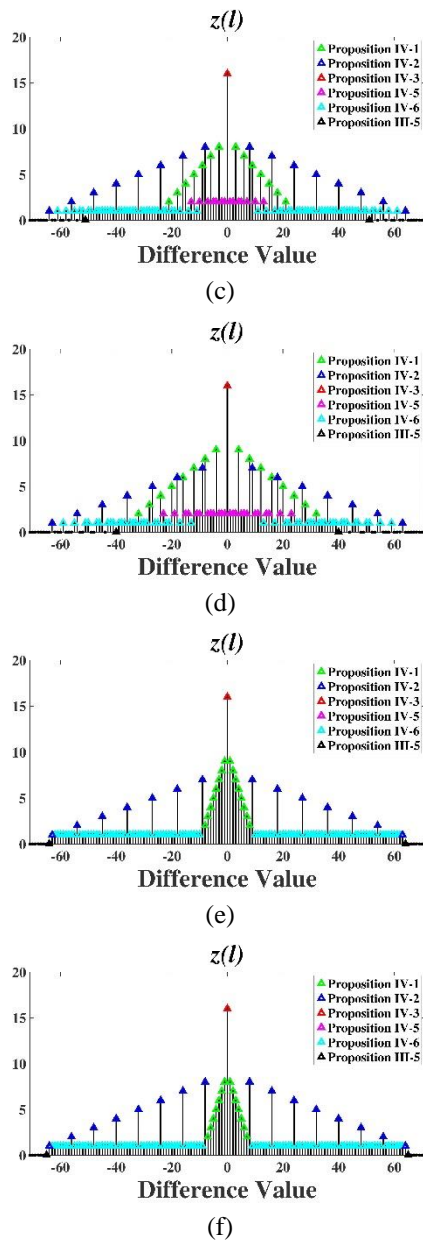 z(l)
20
15
10
5
0
Proposition IV-1
Proposition IV-2
Proposition IV-3
Proposition IV-5
Proposition IV-6
Proposition III-5
-60 -40 -20 0 20 40 60
Difference Value
(c)
z(l)
20
15
10
5
0
Proposition IV-1
Proposition IV-2
Proposition IV-3
Proposition IV-5
Proposition IV-6
Proposition III-5
-60 -40 -20 0 20 40 60
Difference Value
(d)
z(l)
20
15
10
5
0
Proposition IV-1
Proposition IV-2
Proposition IV-3
Proposition IV-5
Proposition IV-6
Proposition III-5
-60 -40 -20 0 20 40 60
Difference Value
(e)
z(l)
20
15
10
5
0
Proposition IV-1
Proposition IV-2
Proposition IV-3
Proposition IV-5
Proposition IV-6
Proposition III-5
-60 -40 -20 0 20 40 60
Difference Value
(f)